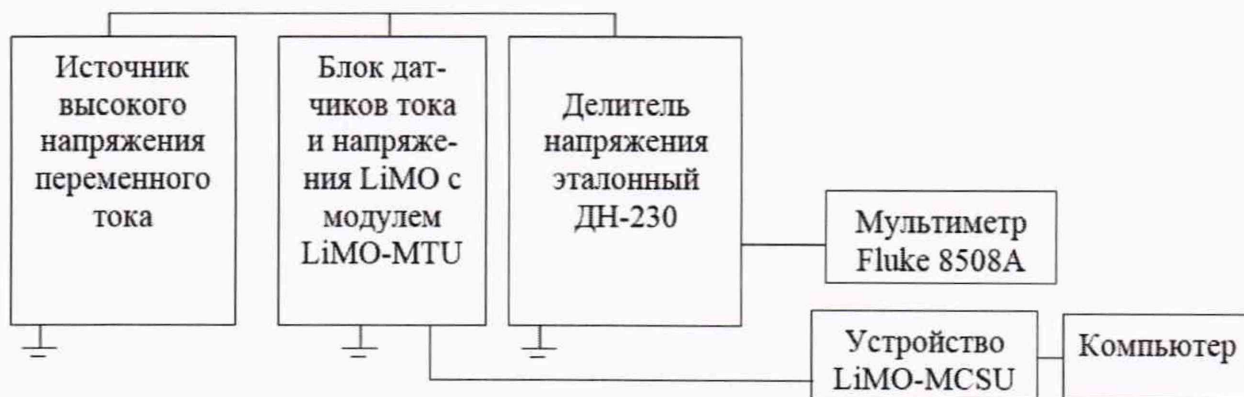 Источник
высокого
напряжения
переменного
тока
Блок дат-
чиков тока
и напряже-
ния LiMO с
модулем
LiMO-MTU
Делитель
напряжения
эталонный
ДН-230
Мультиметр
Fluke 8508A
Устройство
LiMO-MCSU
Компьютер